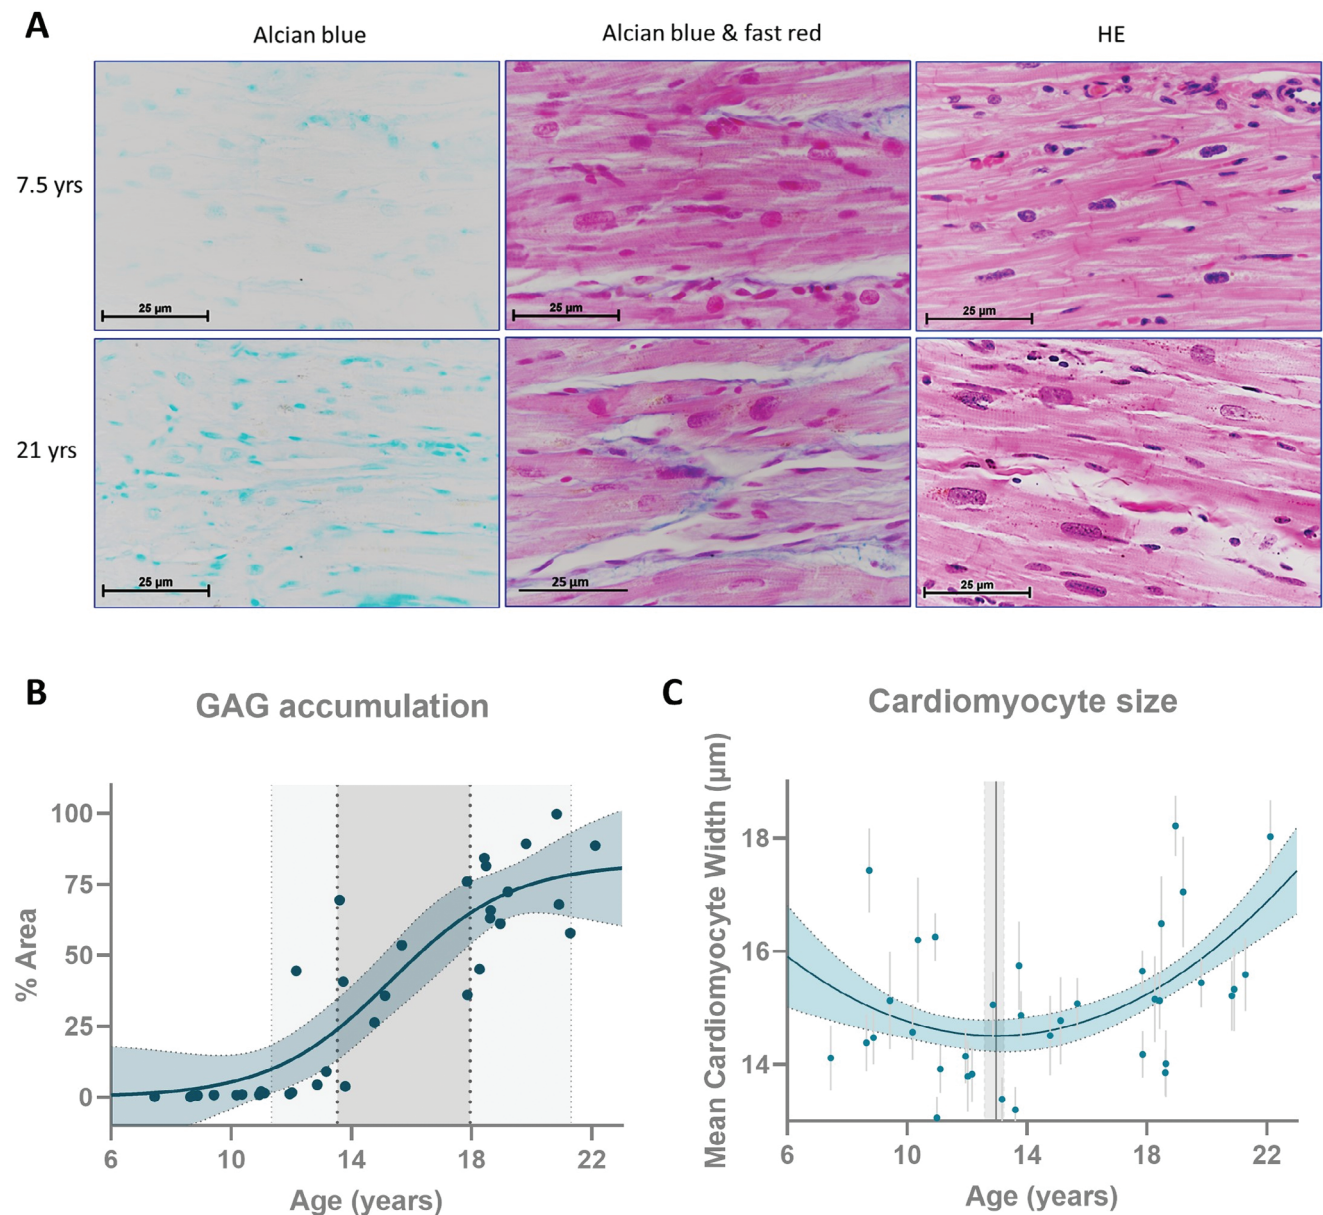 A
Alcian blue
Alcian blue & fast red
HE
7.5 yrs
25 µm
25 µm
25 µm
21 yrs
25 µm
25 µm
25 µm
B
GAG accumulation
% Area
100
75
50
25
0
6
10
14
18
22
Age (years)
C
Cardiomyocyte size
Mean Cardiomyocyte Width (µm)
18
16
14
6
10
14
18
22
Age (years)